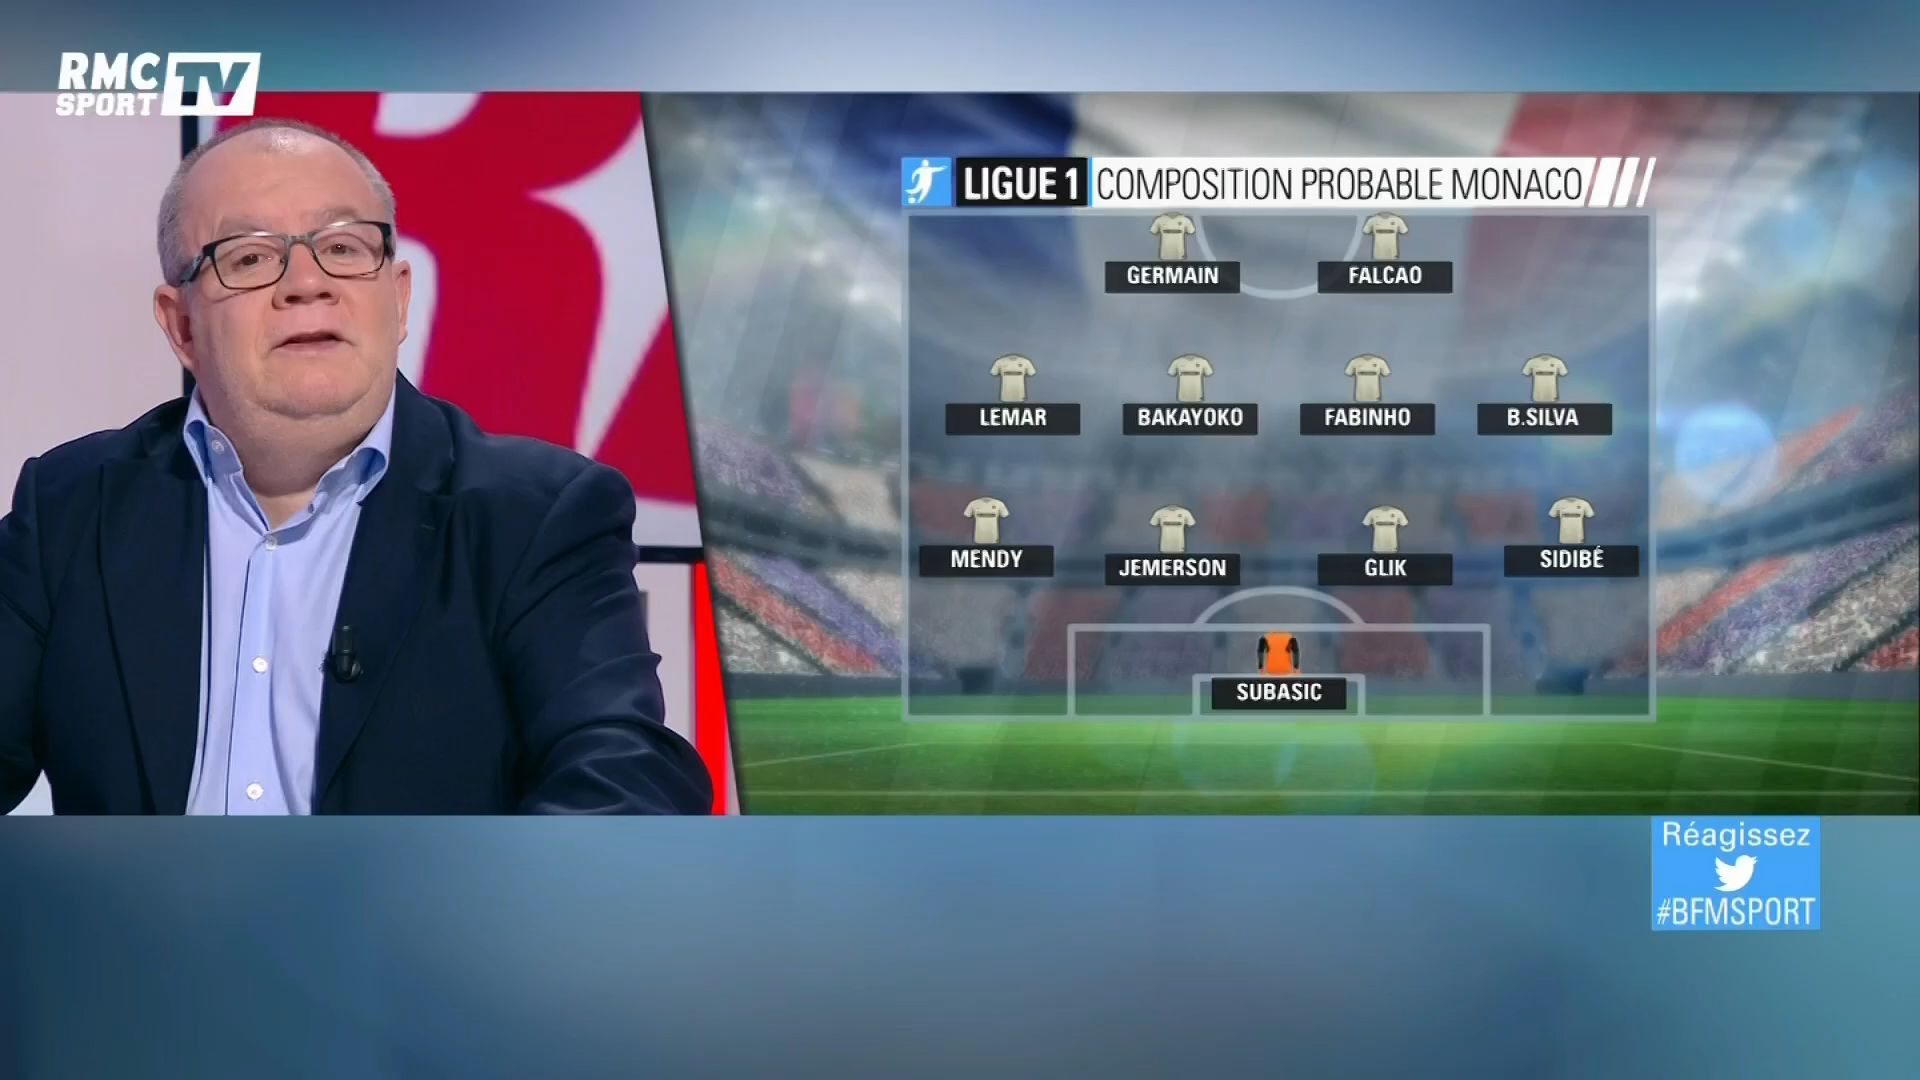 RMC
SPORT TV
LIGUE 1 COMPOSITION PROBABLE MONACO
GERMAIN FALCAO
LEMAR BAKAYOKO FABINHO B.SILVA
MENDY JEMERSON GLIK SIDIBÉ
SUBASIC
Réagissez
#BFMSPORT